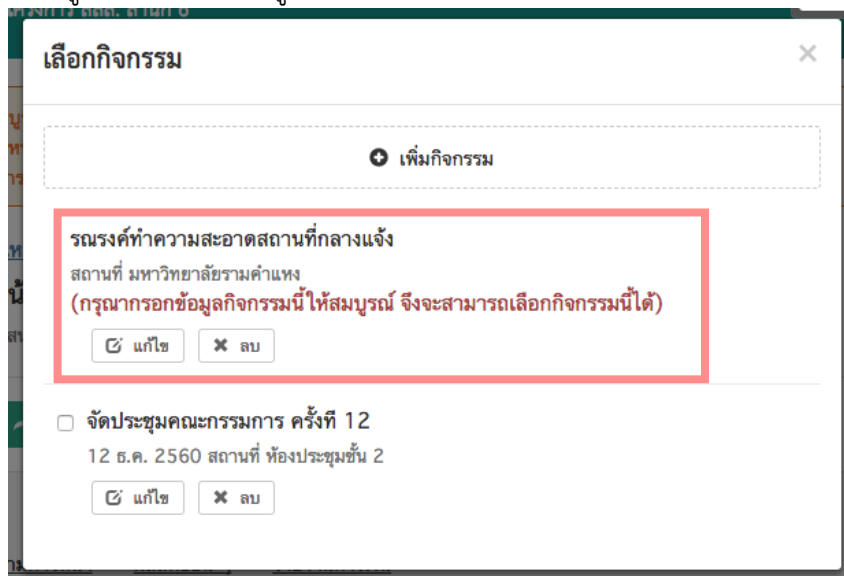 เลือกกิจกรรม ×
เพิ่มกิจกรรม
รณรงค์ทำความสะอาดสถานที่กลางแจ้ง
สถานที่ มหาวิทยาลัยรามคำแหง
(กรุณากรอกข้อมูลกิจกรรมนี้ให้สมบูรณ์ จึงจะสามารถเลือกกิจกรรมนี้ได้)
แก้ไข ลบ
จัดประชุมคณะกรรมการ ครั้งที 12
12 ธ.ค. 2560 สถานที่ ห้องประชุมชั้น 2
แก้ไข ลบ